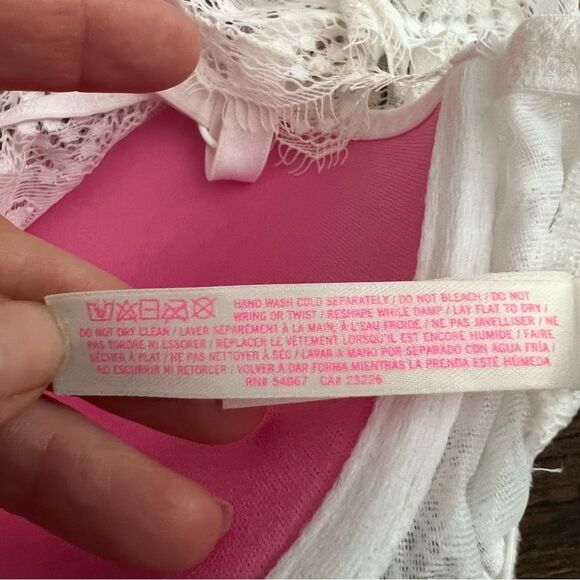 HAND WASH COLD SEPARATELY / DO NOT BLEACH / DO NOT
WRING OR TWIST / RESHAPE WHILE DAMP / LAY FLAT TO DRY /
DO NOT DRY CLEAN / LAVER SEPARÉMENT À LA MAIN, À L'EAU FROIDE / NE PAS JAVELLISER / NE
PAS TORDRE NI ESSORER / REPLACER LE VÊTEMENT LORSQU'IL EST ENCORE HUMIDE / FAIRE
SÉCHER À PLAT / NE PAS NETTOYER À SEC / LAVAR A MANO POR SEPARADO CON AGUA FRÍA /
NO ESCURRIR NI RETORCER / VOLVER A DAR FORMA MIENTRAS LA PRENDA ESTÉ HÚMEDA
RN# 54867 CA# 23226